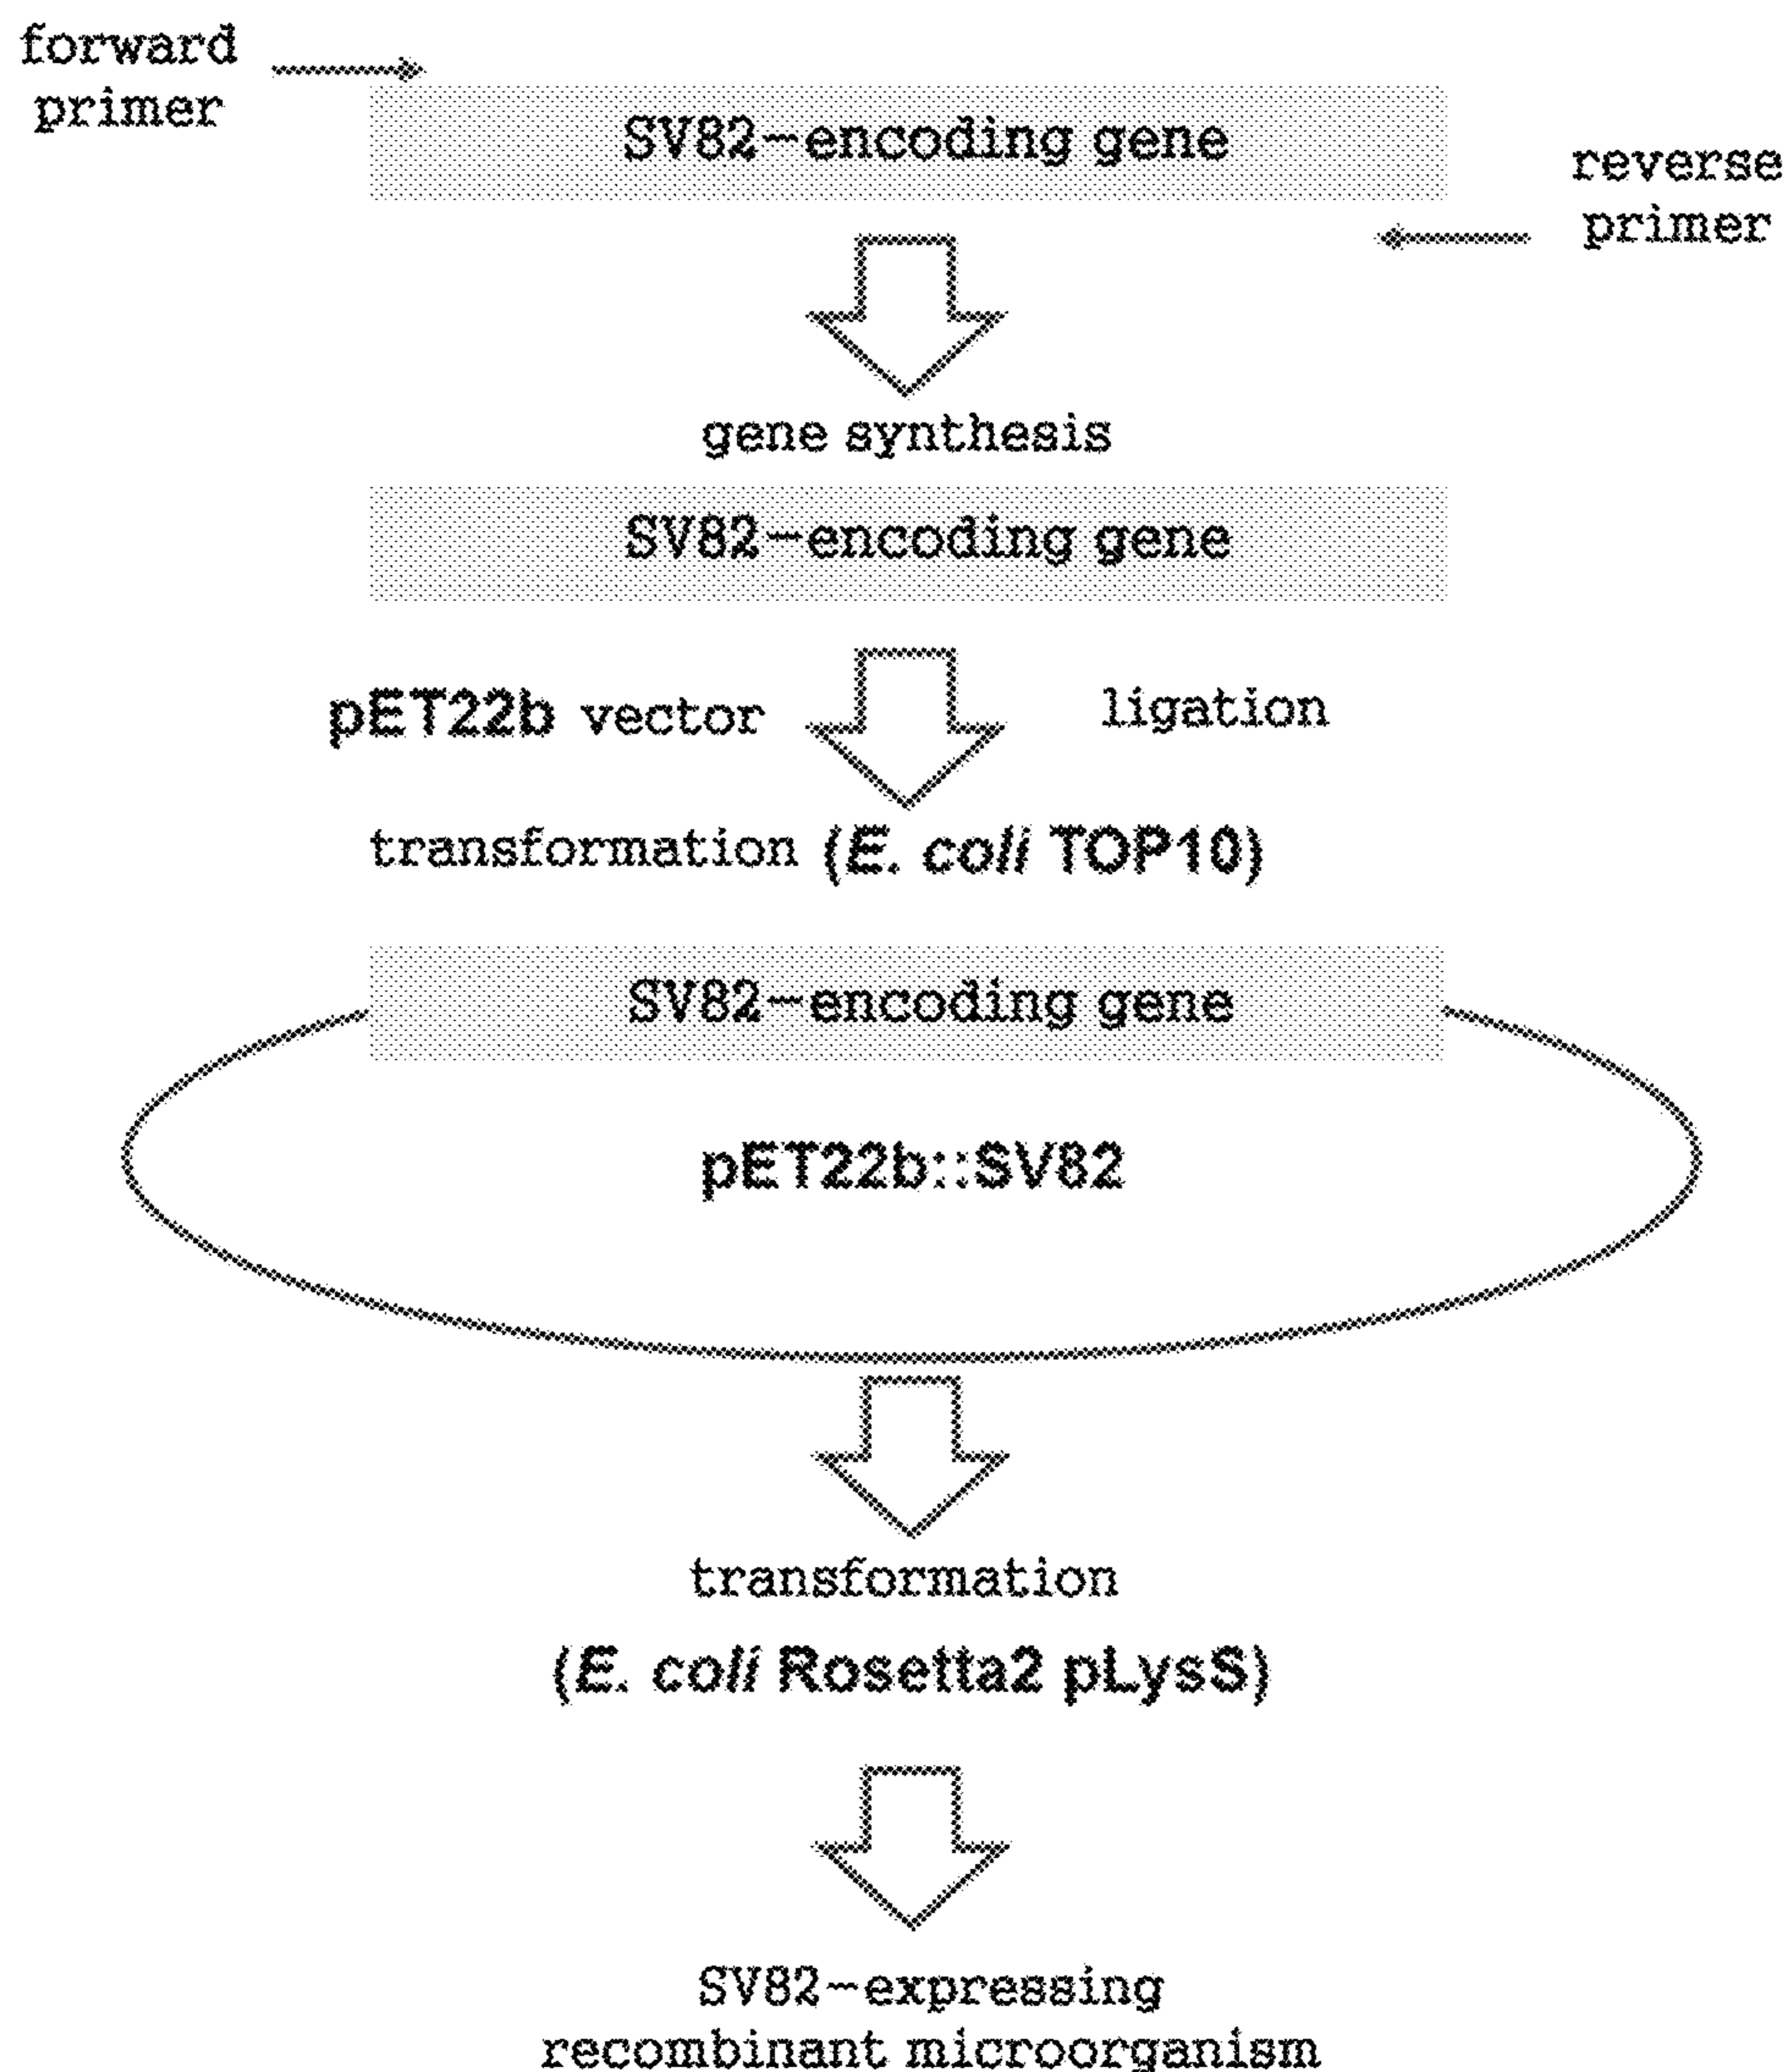 forward
primer
SV82-encoding gene
reverse
primer
gene synthesis
SV82-encoding gene
pET22b vector
ligation
transformation (E. coli TOP10)
SV82-encoding gene
pET22b::SV82
transformation
(E. coli Rosetta2 pLysS)
SV82-expressing
recombinant microorganism